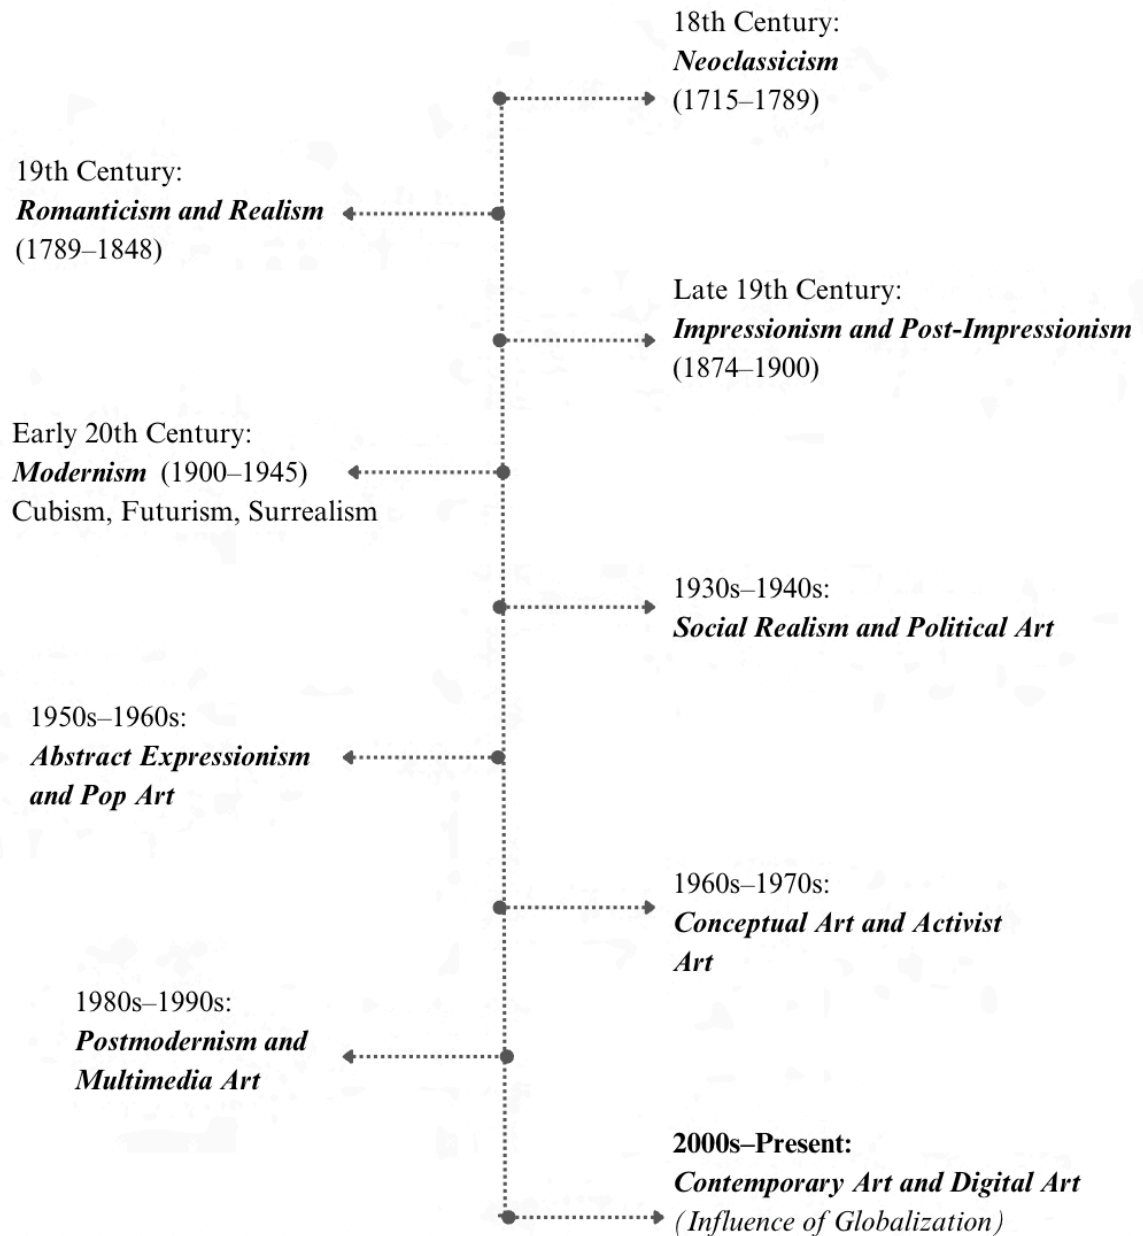 18th Century:
Neoclassicism
(1715–1789)
19th Century:
Romanticism and Realism
(1789–1848)
Late 19th Century:
Impressionism and Post-Impressionism
(1874–1900)
Early 20th Century:
Modernism (1900–1945)
Cubism, Futurism, Surrealism
1930s–1940s:
Social Realism and Political Art
1950s–1960s:
Abstract Expressionism
and Pop Art
1960s–1970s:
Conceptual Art and Activist
Art
1980s–1990s:
Postmodernism and
Multimedia Art
2000s–Present:
Contemporary Art and Digital Art
(Influence of Globalization)